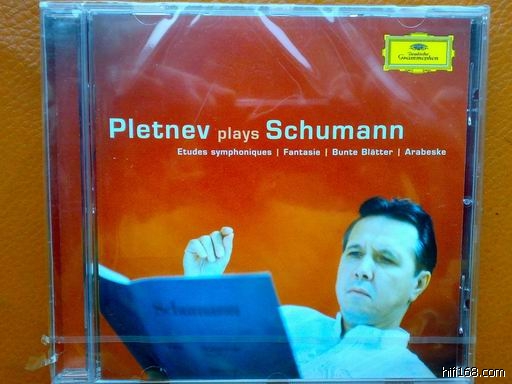 Deutsche
Grammophon
Pletnev plays Schumann
Etudes symphoniques | Fantasie | Bunte Blätter | Arabeske
Schumann
hifi168.com